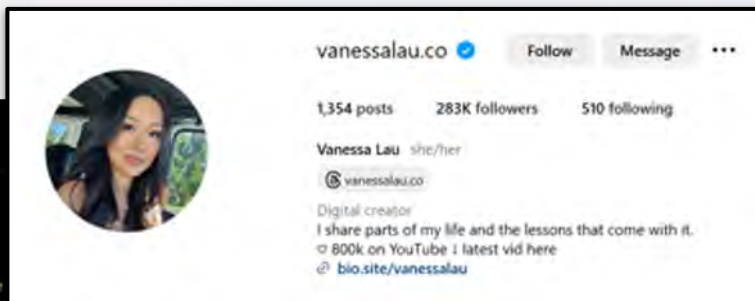 vanessalau.co Follow Message
1,354 posts 283K followers 510 following
Vanessa Lau she/her
vanessalau.co
Digital creator
I share parts of my life and the lessons that come with it.
♡ 800k on YouTube ↓ latest vid here
bio.site/vanessalau